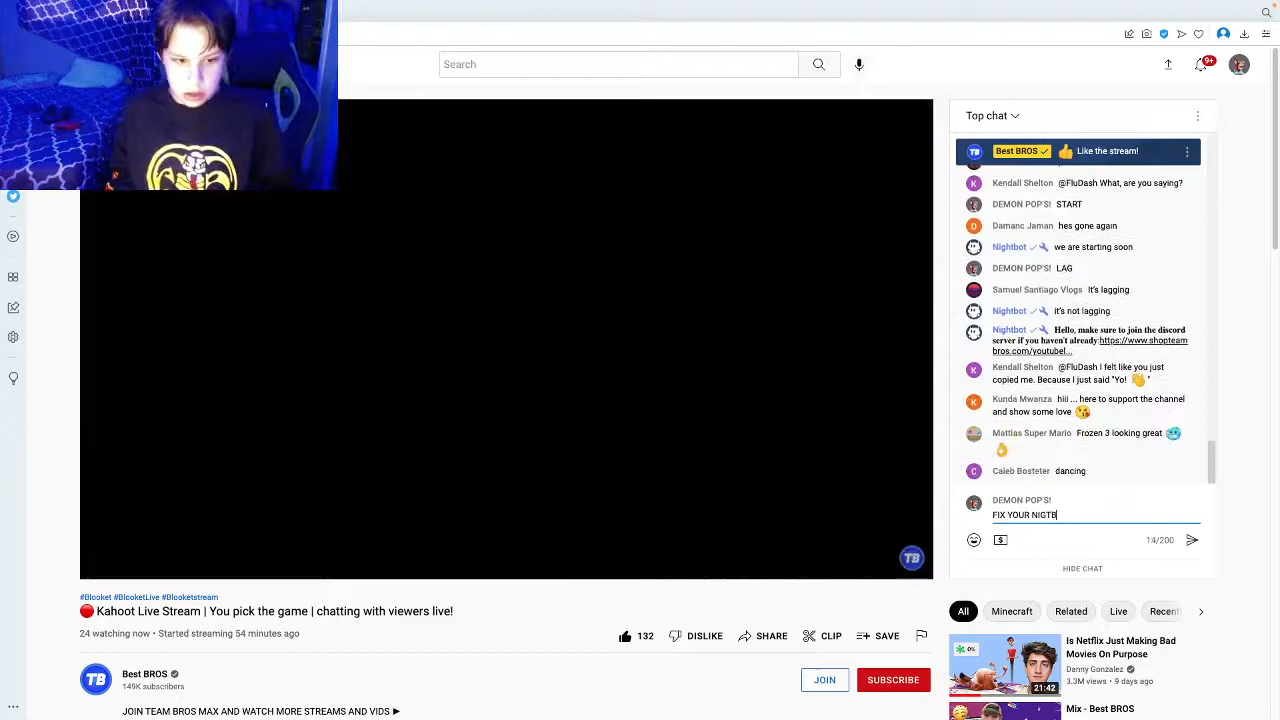 Search
9+
Top chat
TB Best BROS Like the stream!
K Kendall Shelton @FluDash What, are you saying?
DEMON POP'S! START
D Damanc Jaman hes gone again
Nightbot we are starting soon
DEMON POP'S! LAG
Samuel Santiago Vlogs It's lagging
Nightbot it's not lagging
Nightbot Hello, make sure to join the discord
server if you haven't already:https://www.shopteam
bros.com/youtubel...
K Kendall Shelton @FluDash I felt like you just
copied me. Because I just said "Yo! "
K Kunda Mwanza hiii ... here to support the channel
and show some love
Mattias Super Mario Frozen 3 looking great
C Caleb Bosteter dancing
DEMON POP'S!
FIX YOUR NIGTB
14/200
HIDE CHAT
TB
#Blooket #BlooketLive #Blooketstream
Kahoot Live Stream | You pick the game | chatting with viewers live!
24 watching now • Started streaming 54 minutes ago
132 DISLIKE SHARE CLIP SAVE
TB Best BROS
149K subscribers
JOIN SUBSCRIBE
JOIN TEAM BROS MAX AND WATCH MORE STREAMS AND VIDS
All Minecraft Related Live Recent
0%
21:42
Is Netflix Just Making Bad
Movies On Purpose
Danny Gonzalez
3.3M views • 9 days ago
Mix - Best BROS